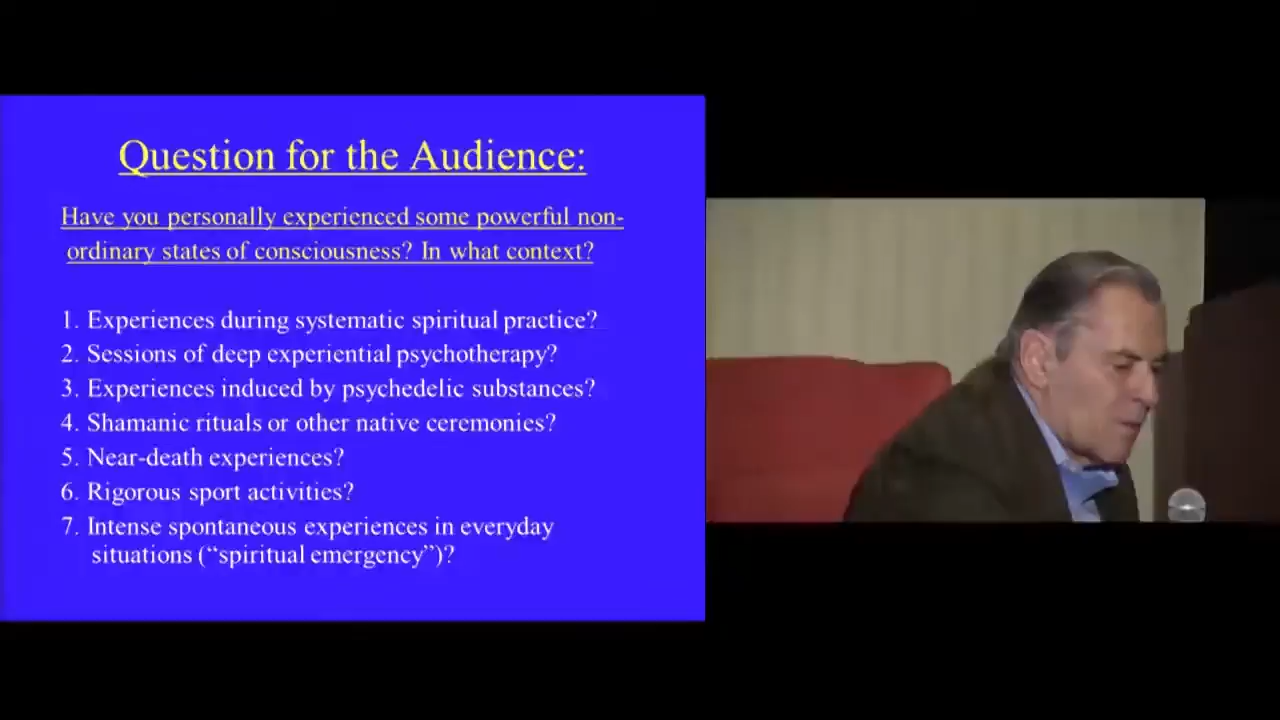 Question for the Audience:
Have you personally experienced some powerful non-
ordinary states of consciousness? In what context?
1. Experiences during systematic spiritual practice?
2. Sessions of deep experiential psychotherapy?
3. Experiences induced by psychedelic substances?
4. Shamanic rituals or other native ceremonies?
5. Near-death experiences?
6. Rigorous sport activities?
7. Intense spontaneous experiences in everyday
situations (“spiritual emergency”)?